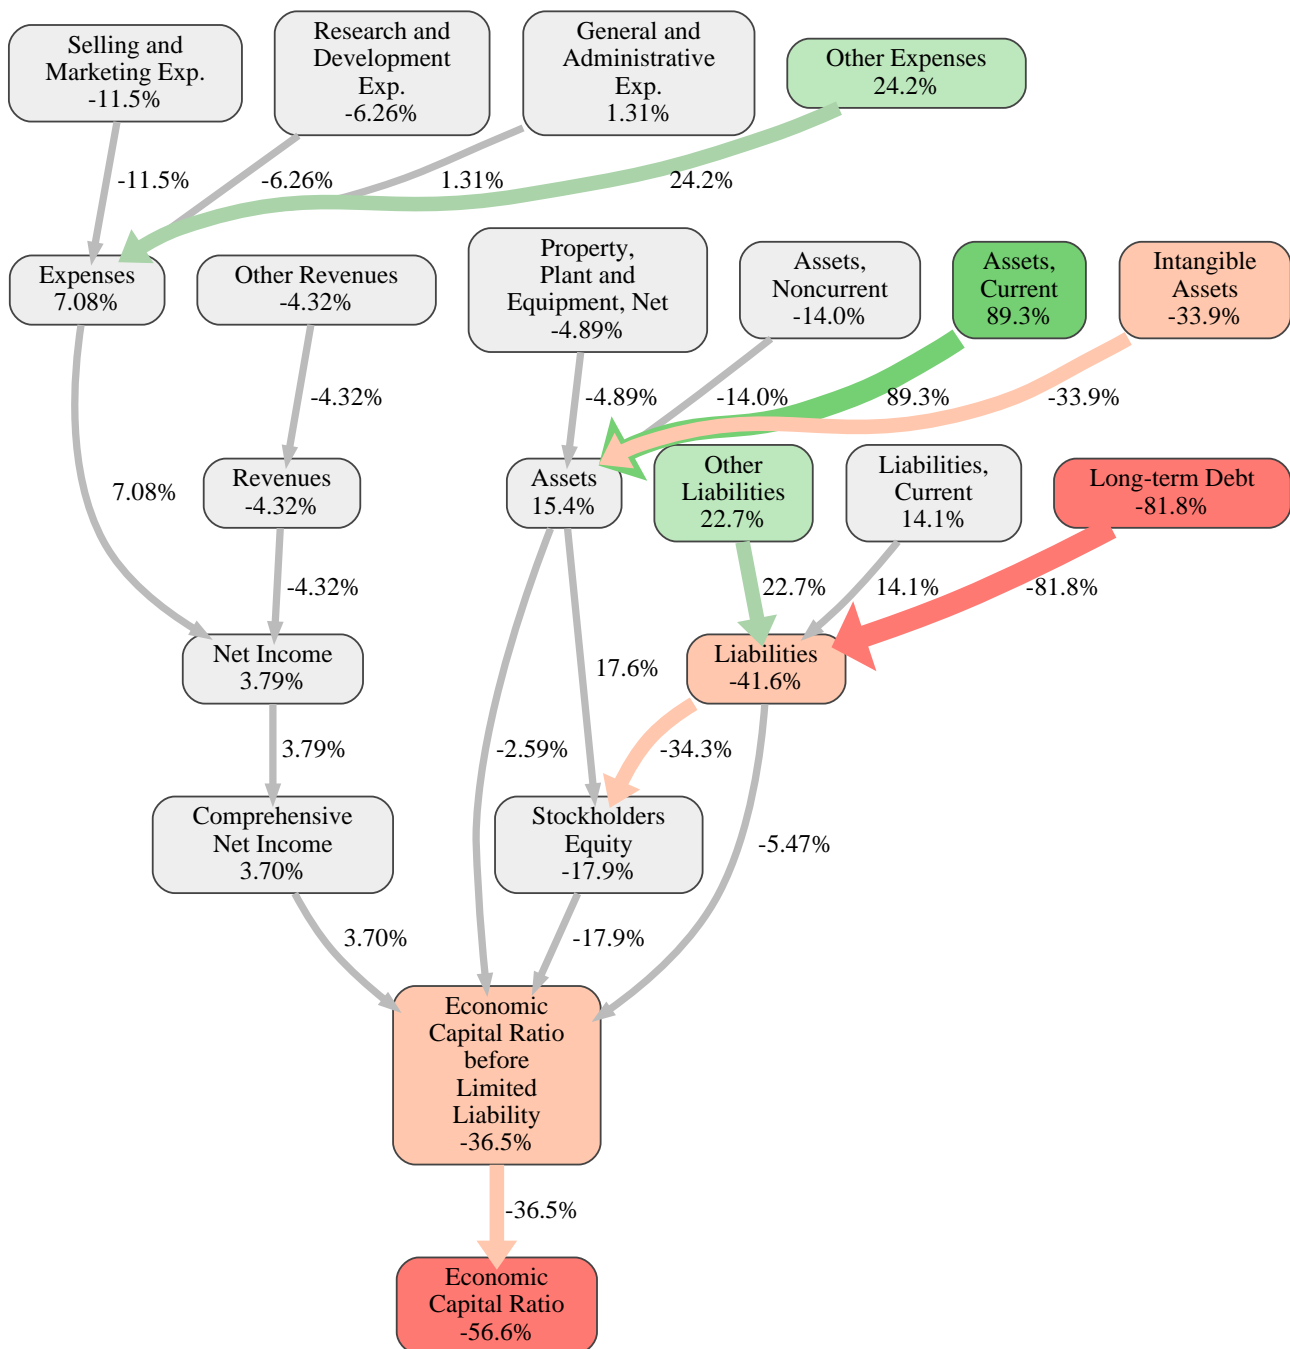 Selling and
Marketing Exp.
-11.5%
Research and
Development
Exp.
-6.26%
General and
Administrative
Exp.
1.31%
Other Expenses
24.2%
-11.5%
-6.26%
1.31%
24.2%
Expenses
7.08%
Other Revenues
-4.32%
Property,
Plant and
Equipment, Net
-4.89%
Assets,
Noncurrent
-14.0%
Assets,
Current
89.3%
Intangible
Assets
-33.9%
-4.32%
-4.89%
-14.0%
89.3%
-33.9%
7.08%
Revenues
-4.32%
Assets
15.4%
Other
Liabilities
22.7%
Liabilities,
Current
14.1%
Long-term Debt
-81.8%
-4.32%
22.7%
14.1%
-81.8%
Net Income
3.79%
17.6%
Liabilities
-41.6%
3.79%
-2.59%
-34.3%
Comprehensive
Net Income
3.70%
Stockholders
Equity
-17.9%
-5.47%
3.70%
-17.9%
Economic
Capital Ratio
before
Limited
Liability
-36.5%
-36.5%
Economic
Capital Ratio
-56.6%